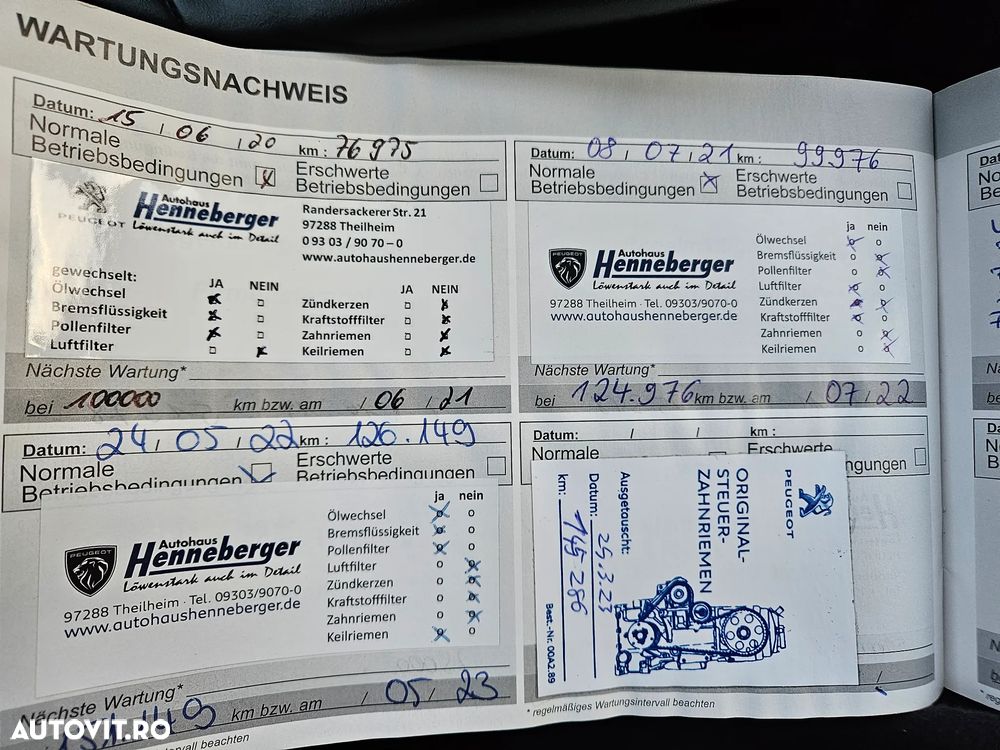 WARTUNGSNACHWEIS
Datum: 15 / 06 / 20 km: 76975
Normale Betriebsbedingungen
Erschwerte Betriebsbedingungen
PEUGEOT
Autohaus
Henneberger
Löwenstark auch im Detail
Randersackerer Str. 21
97288 Theilheim
0 93 03 / 90 70 – 0
www.autohaushenneberger.de
gewechselt:
JA NEIN JA NEIN
Ölwechsel
Bremsflüssigkeit Zündkerzen
Pollenfilter Kraftstofffilter
Luftfilter Zahnriemen
Keilriemen
Nächste Wartung*
bei 100000 km bzw. am / 06 / 21
Datum: 08 / 07 / 21 km: 99976
Normale Betriebsbedingungen
Erschwerte Betriebsbedingungen
PEUGEOT
Autohaus
Henneberger
Löwenstark auch im Detail
97288 Theilheim · Tel. 09303/9070-0
www.autohaushenneberger.de
ja nein
Ölwechsel
Bremsflüssigkeit
Pollenfilter
Luftfilter
Zündkerzen
Kraftstofffilter
Zahnriemen
Keilriemen
Nächste Wartung*
bei 124.976 km bzw. am / 07 / 22
Datum: 24 / 05 / 22 km: 126.149
Normale Betriebsbedingungen
Erschwerte Betriebsbedingungen
PEUGEOT
Autohaus
Henneberger
Löwenstark auch im Detail
97288 Theilheim · Tel. 09303/9070-0
www.autohaushenneberger.de
ja nein
Ölwechsel
Bremsflüssigkeit
Pollenfilter
Luftfilter
Zündkerzen
Kraftstofffilter
Zahnriemen
Keilriemen
Nächste Wartung*
km bzw. am / 05 / 23
Datum: / / km:
PEUGEOT
ORIGINAL-
STEUER-
ZAHNRIEMEN
Ausgetauscht:
Datum: 25.3.23
km: 145 286
Best.-Nr. 00A2.89
* regelmäßiges Wartungsintervall beachten
AUTOVIT.RO